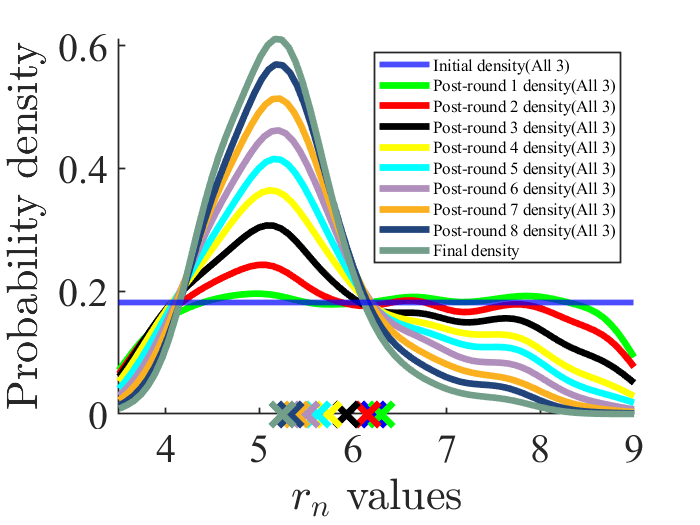 Probability density
0.6
0.4
0.2
0
4
5
6
7
8
9
r_n values
Initial density(All 3)
Post-round 1 density(All 3)
Post-round 2 density(All 3)
Post-round 3 density(All 3)
Post-round 4 density(All 3)
Post-round 5 density(All 3)
Post-round 6 density(All 3)
Post-round 7 density(All 3)
Post-round 8 density(All 3)
Final density